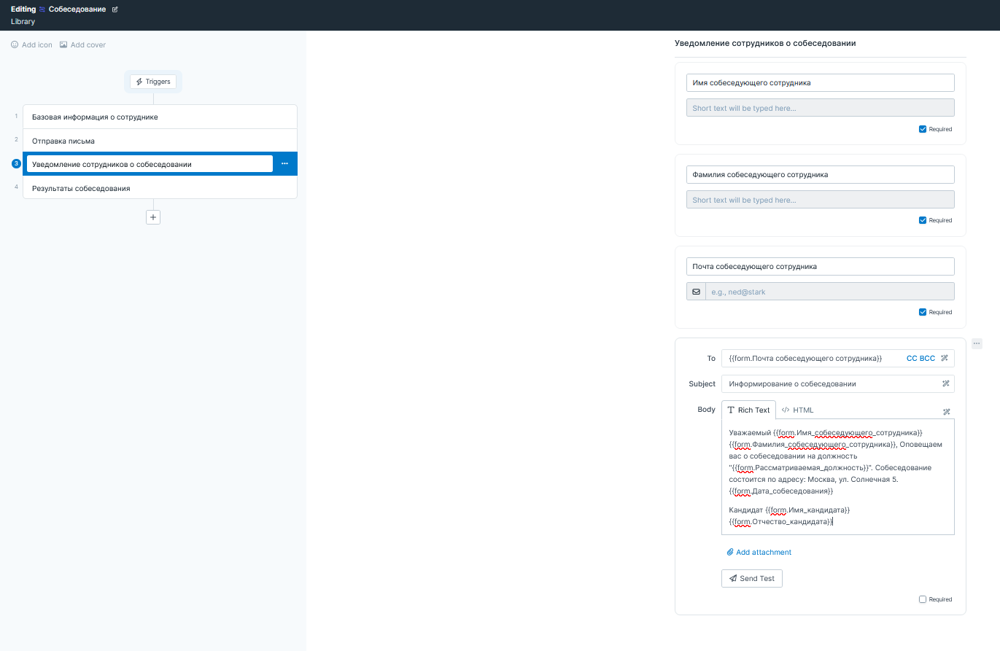 Editing Собеседование
Library
Add icon Add cover
Triggers
1 Базовая информация о сотруднике
2 Отправка письма
3 Уведомление сотрудников о собеседовании
4 Результаты собеседования
+
Уведомление сотрудников о собеседовании
Имя собеседующего сотрудника
Short text will be typed here...
Required
Фамилия собеседующего сотрудника
Short text will be typed here...
Required
Почта собеседующего сотрудника
e.g., ned@stark
Required
To {{form.Почта собеседующего сотрудника}} CC BCC
Subject Информирование о собеседовании
Body Rich Text </> HTML
Уважаемый {{form.Имя_собеседующего_сотрудника}}
{{form.Фамилия_собеседующего_сотрудника}}, Оповещаем
вас о собеседовании на должность
"{{form.Рассматриваемая_должность}}". Собеседование
состоится по адресу: Москва, ул. Солнечная 5.
{{form.Дата_собеседования}}
Кандидат {{form.Имя_кандидата}}
{{form.Отчество_кандидата}}
Add attachment
Send Test
Required